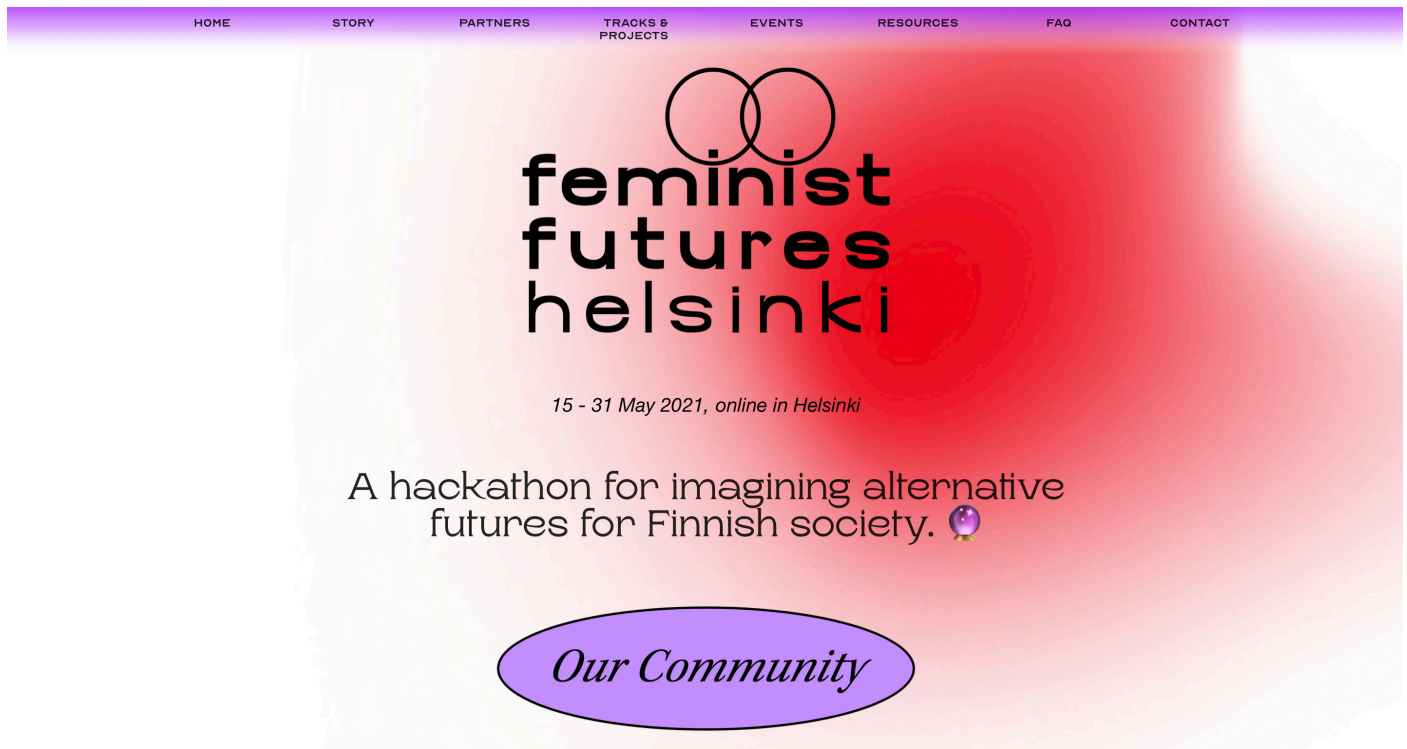 HOME STORY PARTNERS TRACKS & PROJECTS EVENTS RESOURCES FAQ CONTACT
feminist
futures
helsinki
15 - 31 May 2021, online in Helsinki
A hackathon for imagining alternative
futures for Finnish society. 🔮
Our Community